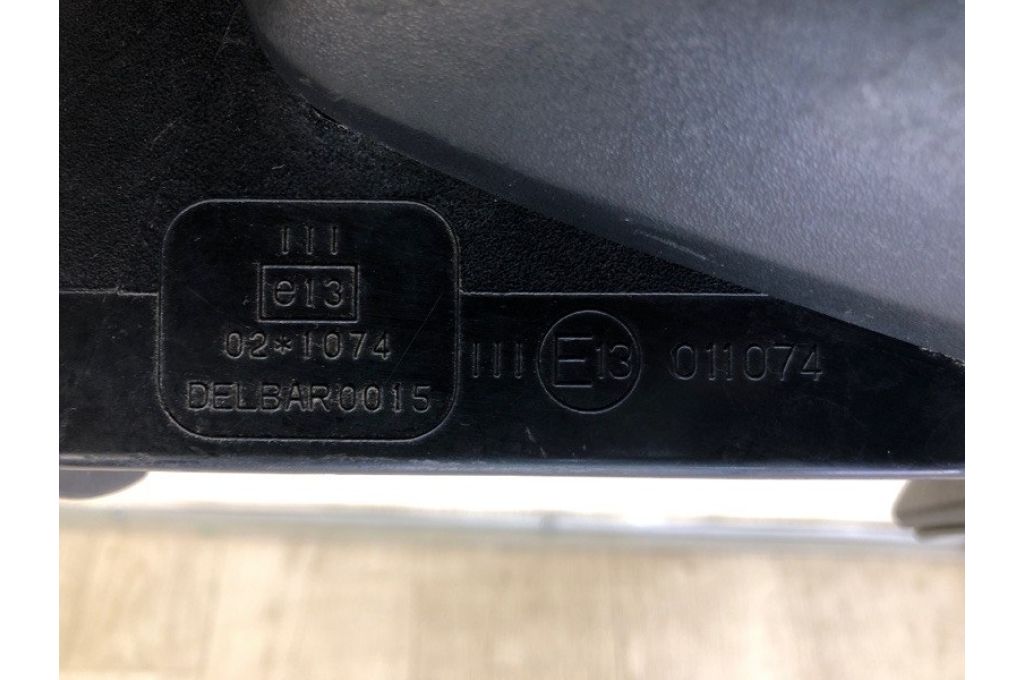 III
e13
02*1074
DELBAR0015
III E13 011074